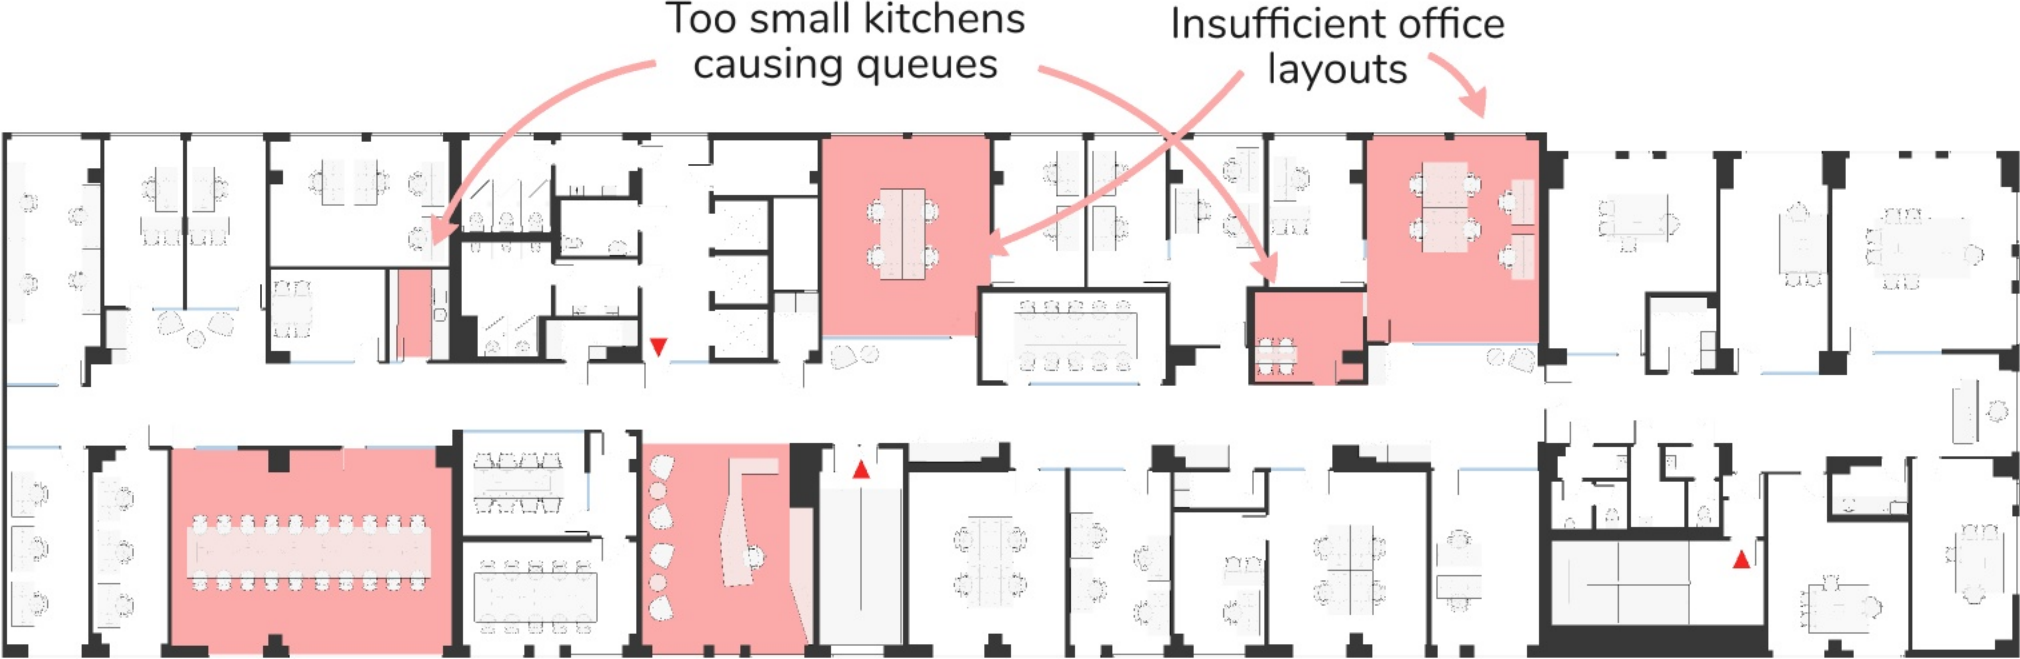 Too small kitchens
causing queues
Insufficient office
layouts